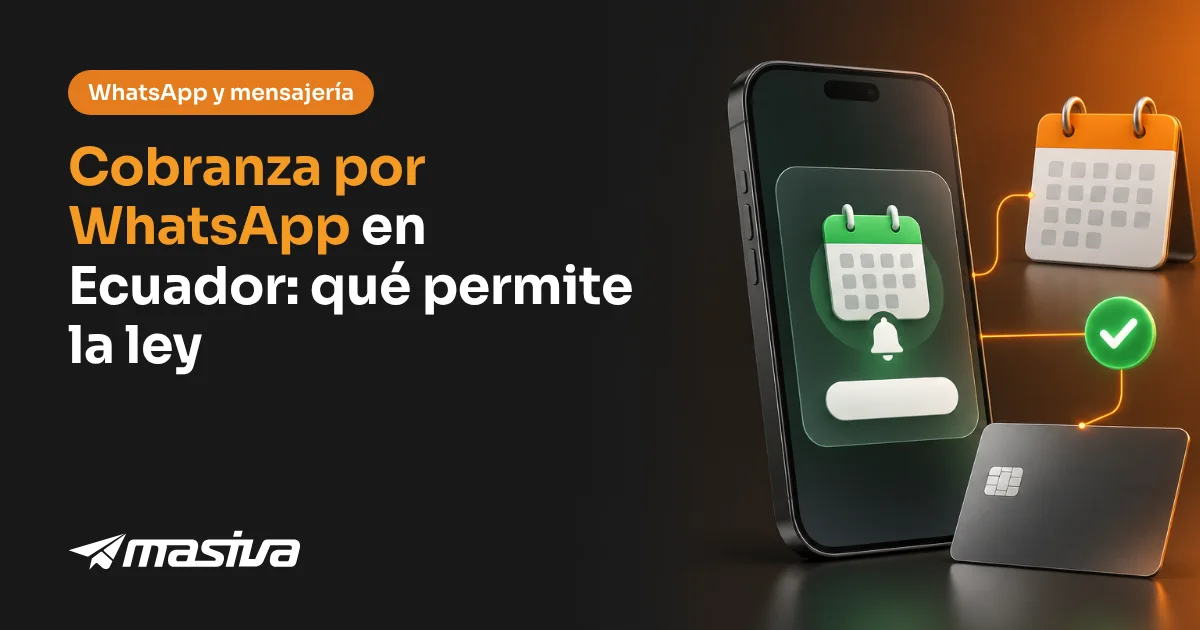 WhatsApp y mensajería
Cobranza por
WhatsApp en
Ecuador: qué permite
la ley
masiva